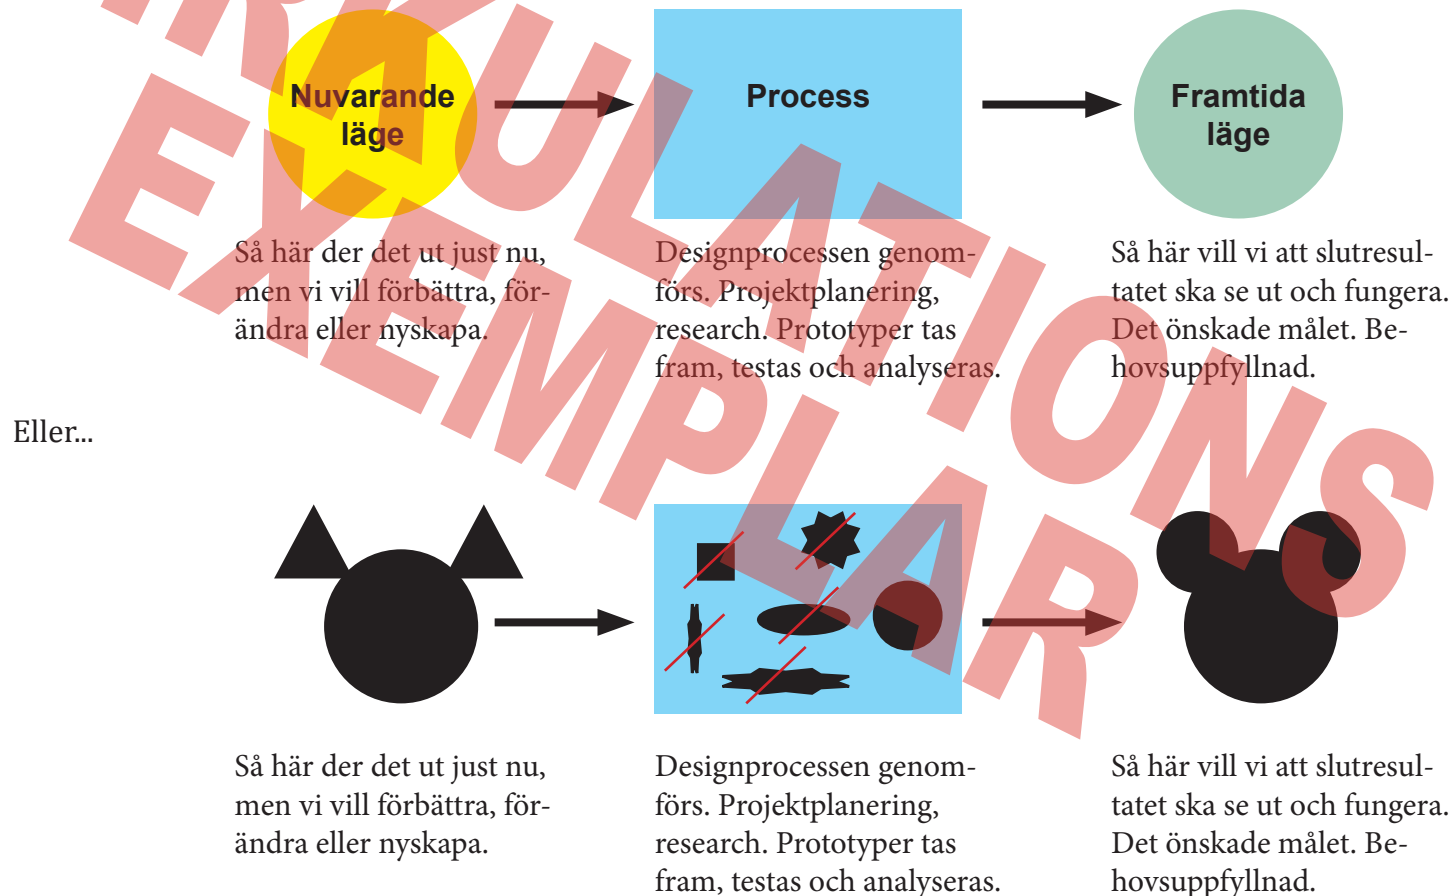 Nuvarande
läge
Process
Framtida
läge
Så här der det ut just nu,
men vi vill förbättra, för-
ändra eller nyskapa.
Designprocessen genom-
förs. Projektplanering,
research. Prototyper tas
fram, testas och analyseras.
Så här vill vi att slutresul-
tatet ska se ut och fungera.
Det önskade målet. Be-
hovsuppfyllnad.
Eller...
Så här der det ut just nu,
men vi vill förbättra, för-
ändra eller nyskapa.
Designprocessen genom-
förs. Projektplanering,
research. Prototyper tas
fram, testas och analyseras.
Så här vill vi att slutresul-
tatet ska se ut och fungera.
Det önskade målet. Be-
hovsuppfyllnad.
RKULATIONS
EXEMPLAR